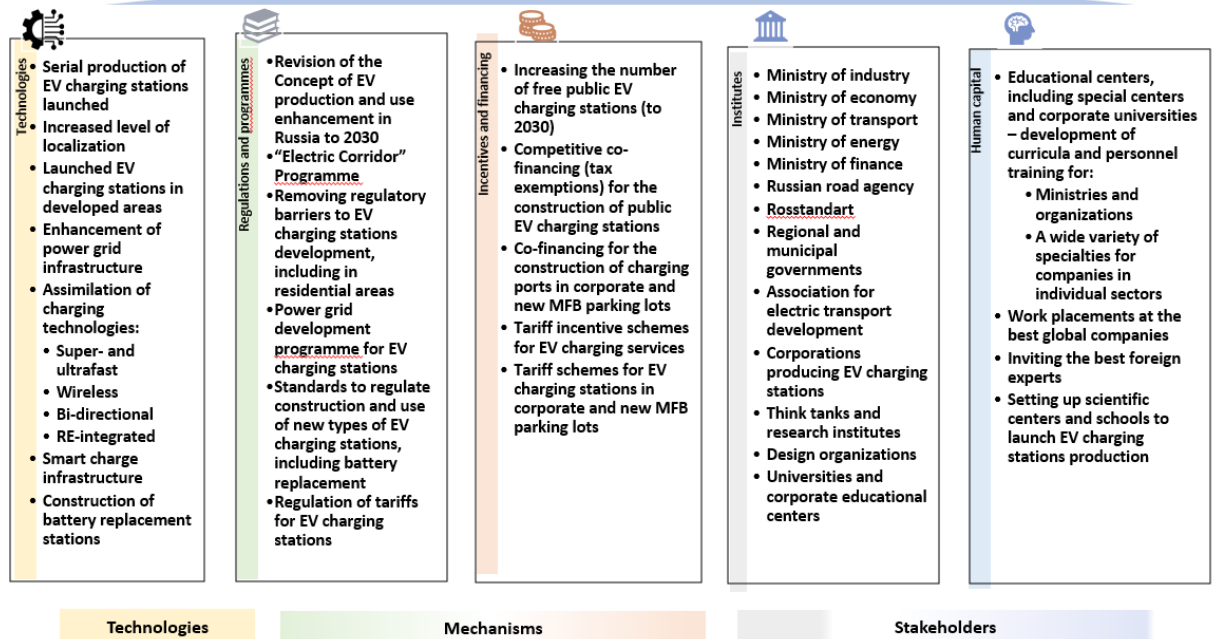 Technologies
• Serial production of
EV charging stations
launched
• Increased level of
localization
• Launched EV
charging stations in
developed areas
• Enhancement of
power grid
infrastructure
• Assimilation of
charging
technologies:
• Super- and
ultrafast
• Wireless
• Bi-directional
• RE-integrated
• Smart charge
infrastructure
• Construction of
battery replacement
stations
Regulations and programmes
•Revision of the
Concept of EV
production and use
enhancement in
Russia to 2030
•“Electric Corridor”
Programme
•Removing regulatory
barriers to EV
charging stations
development,
including in
residential areas
•Power grid
development
programme for EV
charging stations
•Standards to regulate
construction and use
of new types of EV
charging stations,
including battery
replacement
•Regulation of tariffs
for EV charging
stations
Incentives and financing
• Increasing the number
of free public EV
charging stations (to
2030)
• Competitive co-
financing (tax
exemptions) for the
construction of public
EV charging stations
• Co-financing for the
construction of charging
ports in corporate and
new MFB parking lots
• Tariff incentive schemes
for EV charging services
• Tariff schemes for EV
charging stations in
corporate and new MFB
parking lots
Institutes
• Ministry of industry
• Ministry of economy
• Ministry of transport
• Ministry of energy
• Ministry of finance
• Russian road agency
• Rosstandart
• Regional and
municipal
governments
• Association for
electric transport
development
• Corporations
producing EV charging
stations
• Think tanks and
research institutes
• Design organizations
• Universities and
corporate educational
centers
Human capital
• Educational centers,
including special centers
and corporate universities
– development of
curricula and personnel
training for:
• Ministries and
organizations
• A wide variety of
specialties for
companies in
individual sectors
• Work placements at the
best global companies
• Inviting the best foreign
experts
• Setting up scientific
centers and schools to
launch EV charging
stations production
Technologies
Mechanisms
Stakeholders